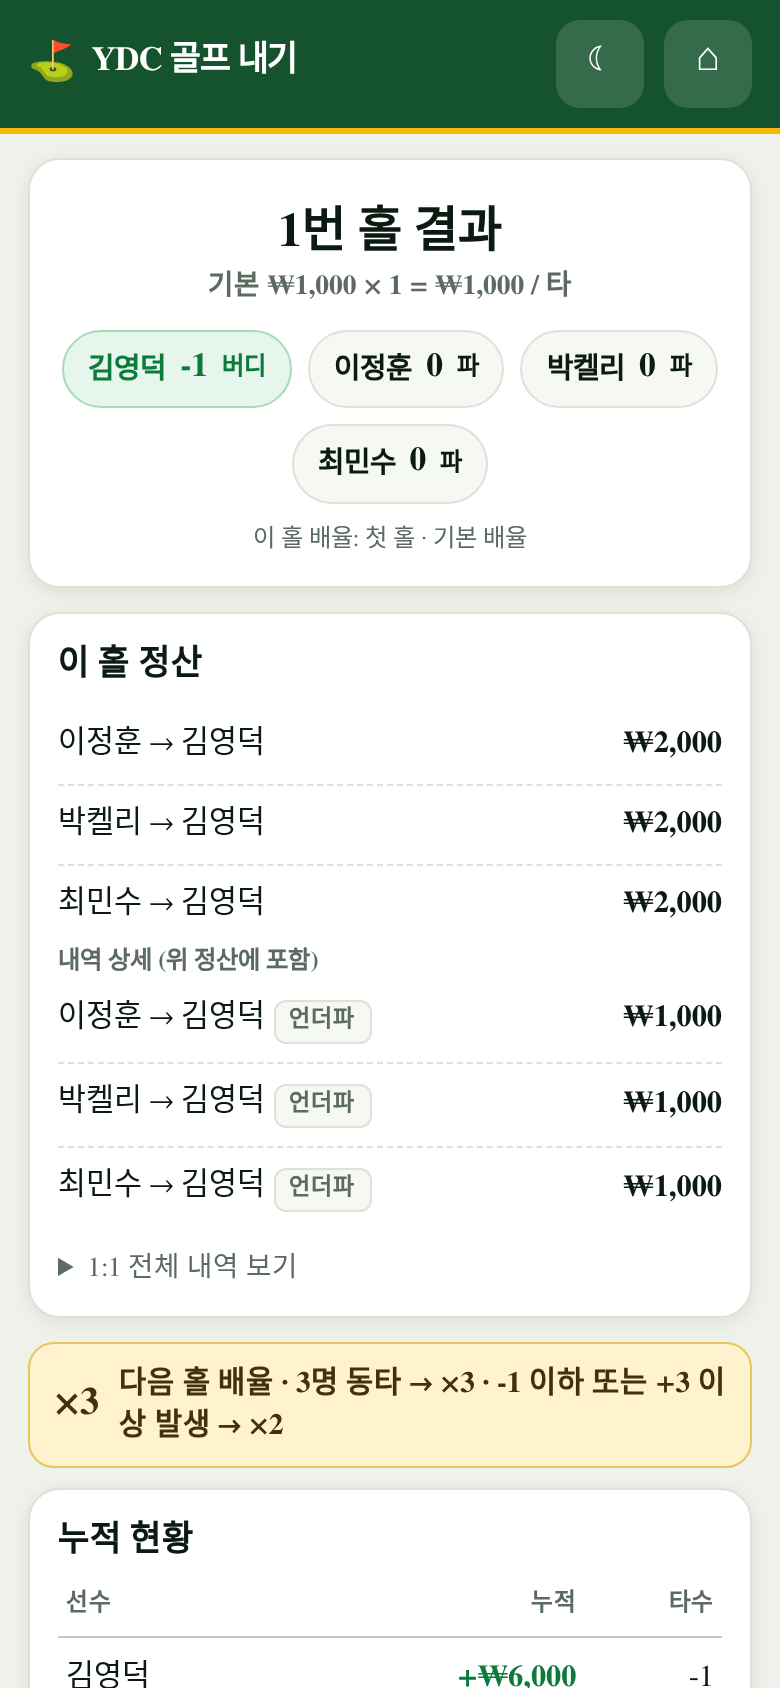 YDC 골프 내기
1번 홀 결과
기본 ₩1,000 × 1 = ₩1,000 / 타
김영덕 -1 버디
이정훈 0 파
박켈리 0 파
최민수 0 파
이 홀 배율: 첫 홀 · 기본 배율
이 홀 정산
이정훈 → 김영덕 ₩2,000
박켈리 → 김영덕 ₩2,000
최민수 → 김영덕 ₩2,000
내역 상세 (위 정산에 포함)
이정훈 → 김영덕 언더파 ₩1,000
박켈리 → 김영덕 언더파 ₩1,000
최민수 → 김영덕 언더파 ₩1,000
▶ 1:1 전체 내역 보기
×3 다음 홀 배율 · 3명 동타 → ×3 · -1 이하 또는 +3 이
상 발생 → ×2
누적 현황
선수 누적 타수
김영덕 +₩6,000 -1